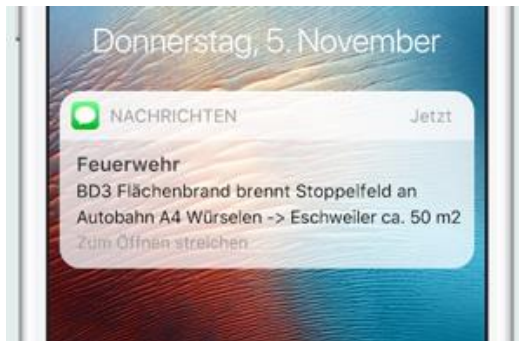 Donnerstag, 5. November
NACHRICHTEN Jetzt
Feuerwehr
BD3 Flächenbrand brennt Stoppelfeld an
Autobahn A4 Würselen -> Eschweiler ca. 50 m2
Zum Öffnen streichen